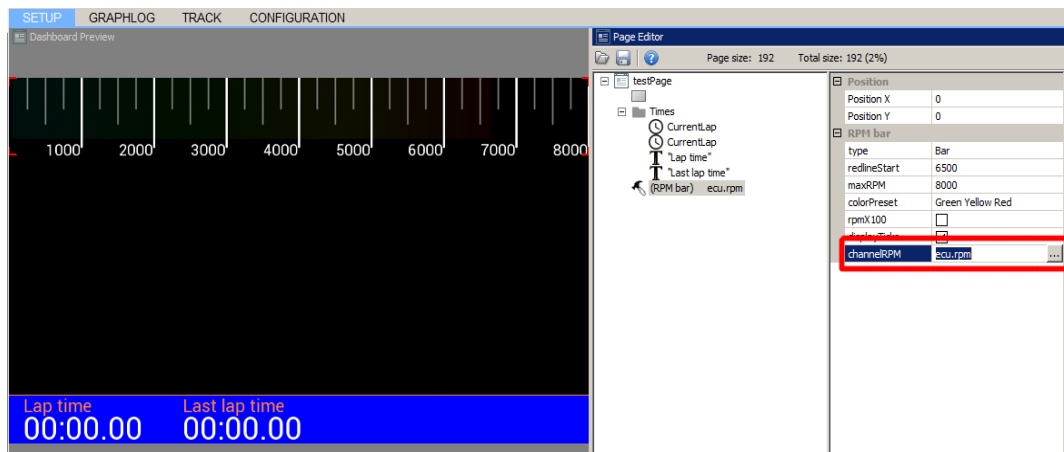 SETUP GRAPHLOG TRACK CONFIGURATION
Dashboard Preview
1000 2000 3000 4000 5000 6000 7000 8000
Lap time Last lap time
00:00.00 00:00.00
Page Editor
Page size: 192 Total size: 192 (2%)
testPage
Times
CurrentLap
CurrentLap
"Lap time"
"Last lap time"
(RPM bar) ecu.rpm
Position
Position X 0
Position Y 0
RPM bar
type Bar
redlineStart 6500
maxRPM 8000
colorPreset Green Yellow Red
rpmX100
displayTicks
channelRPM ecu.rpm ...